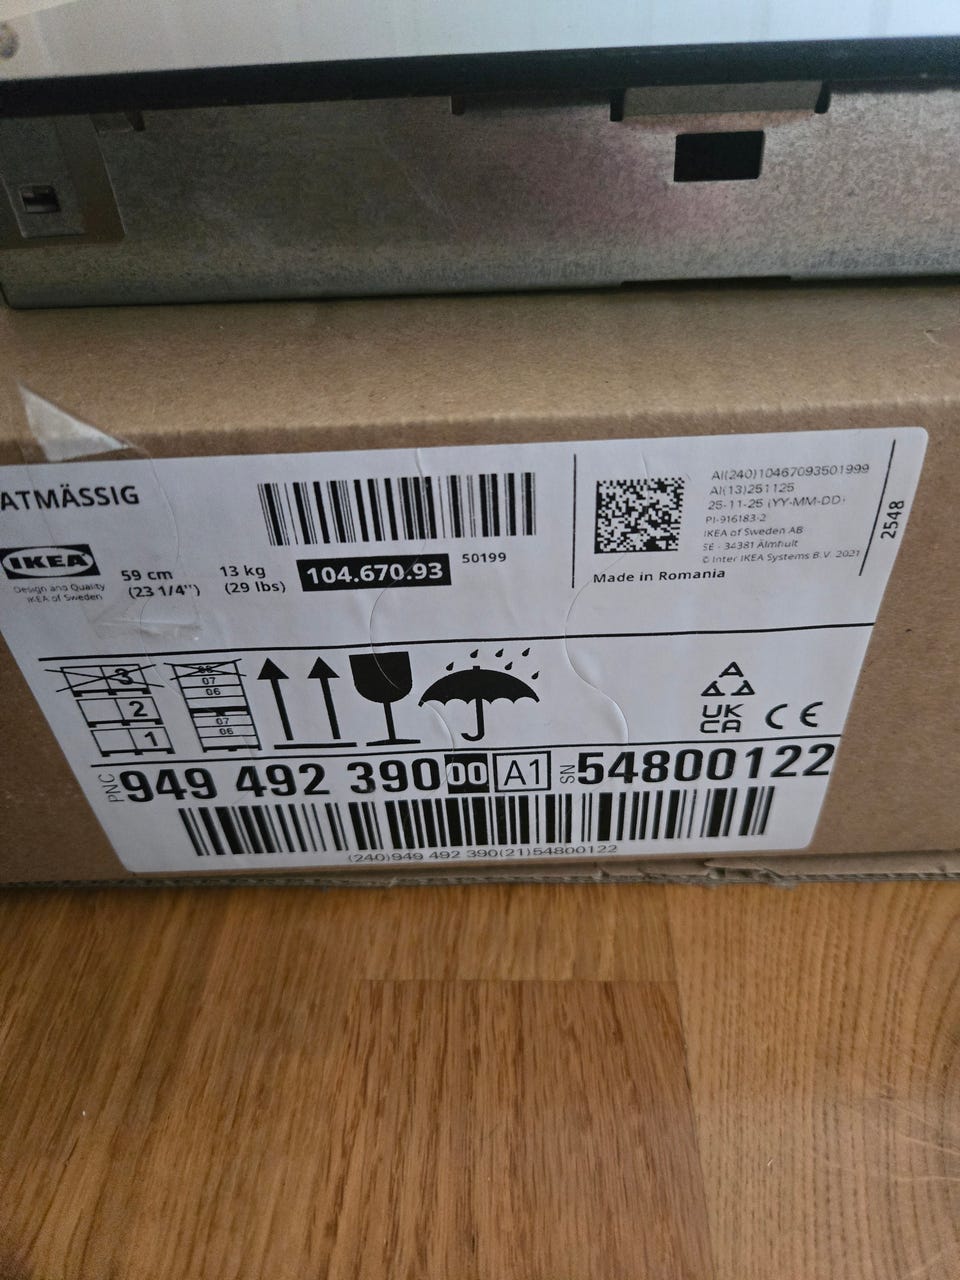 ATMÄSSIG
IKEA
Design and Quality
IKEA of Sweden
59 cm
(23 1/4")
13 kg
(29 lbs)
104.670.93
50199
AI(240)10467093501999
AI(13)251125
25-11-25 (YY-MM-DD)
PI-916183-2
IKEA of Sweden AB
SE - 34381 Älmhult
© Inter IKEA Systems B.V. 2021
Made in Romania
2548
3
2
1
07
06
07
06
UK
CA
CE
PNC 949 492 390 00 A1 SN 54800122
(240)949 492 390(21)54800122